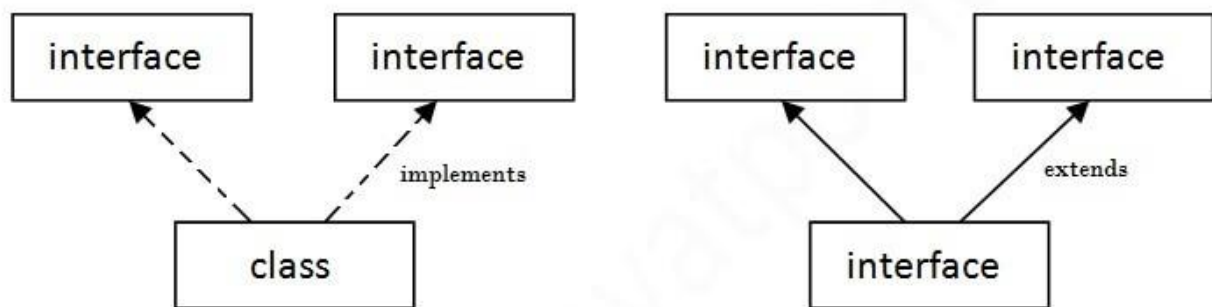 interface interface interface interface
implements extends
class interface